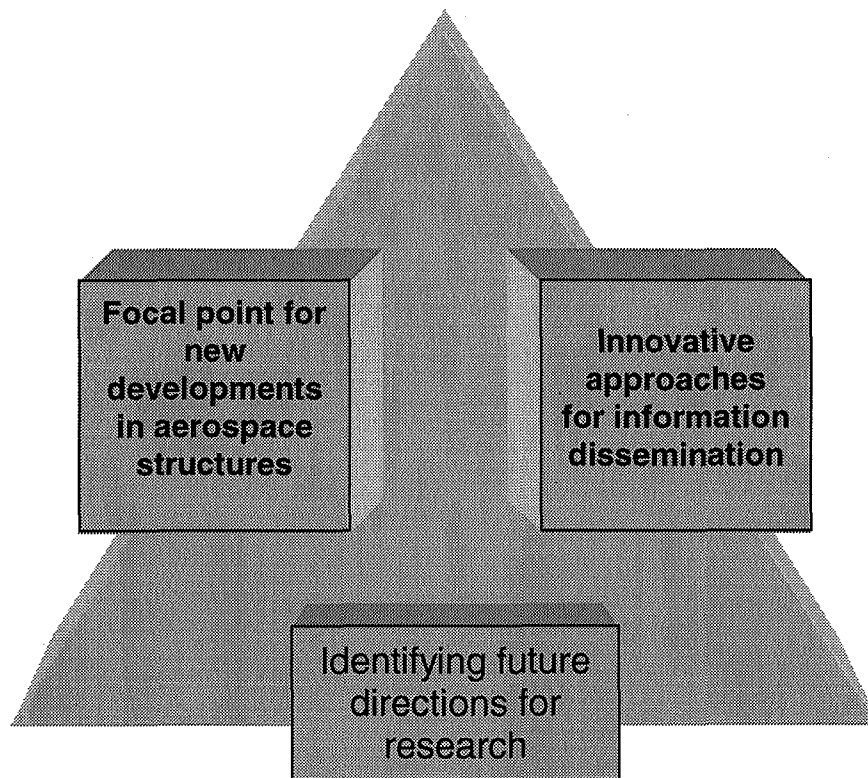 Focal point for
new
developments
in aerospace
structures
Innovative
approaches
for information
dissemination
Identifying future
directions for
research